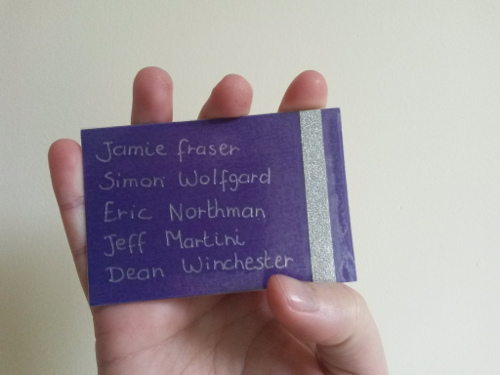 Jamie fraser
Simon Wolfgard
Eric Northman
Jeff Martini
Dean Winchester